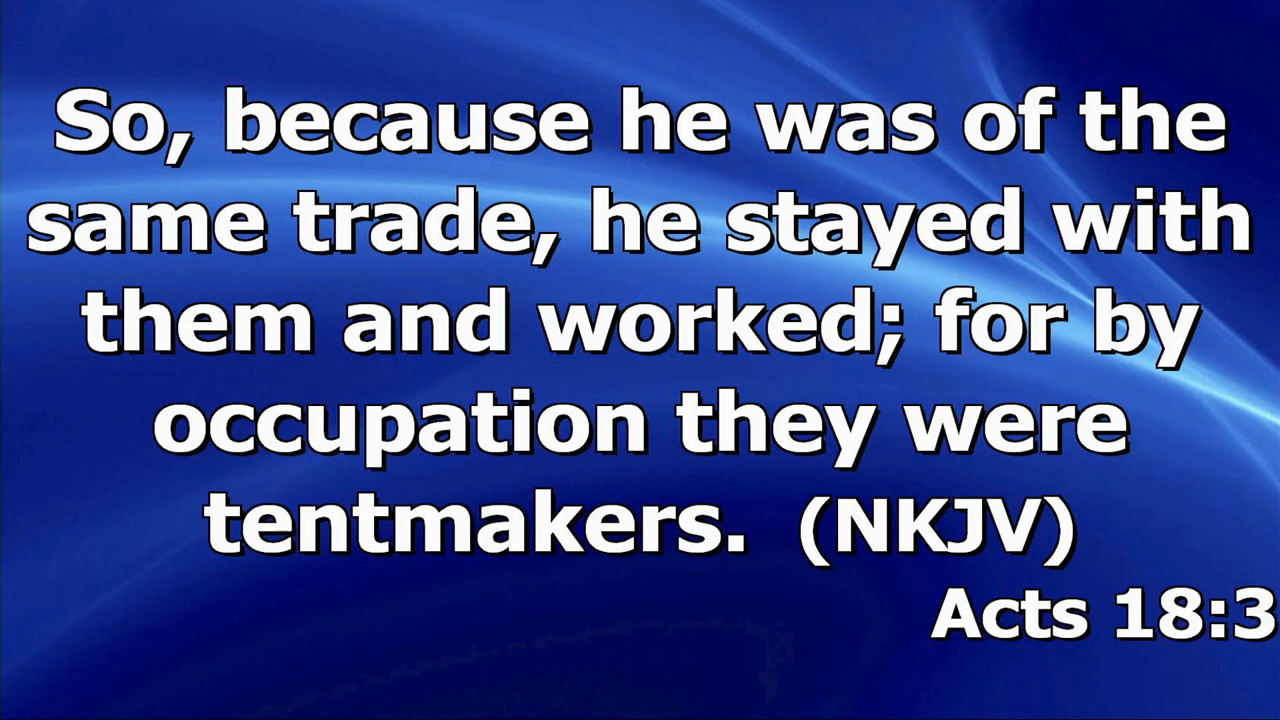 So, because he was of the
same trade, he stayed with
them and worked; for by
occupation they were
tentmakers. (NKJV)
Acts 18:3